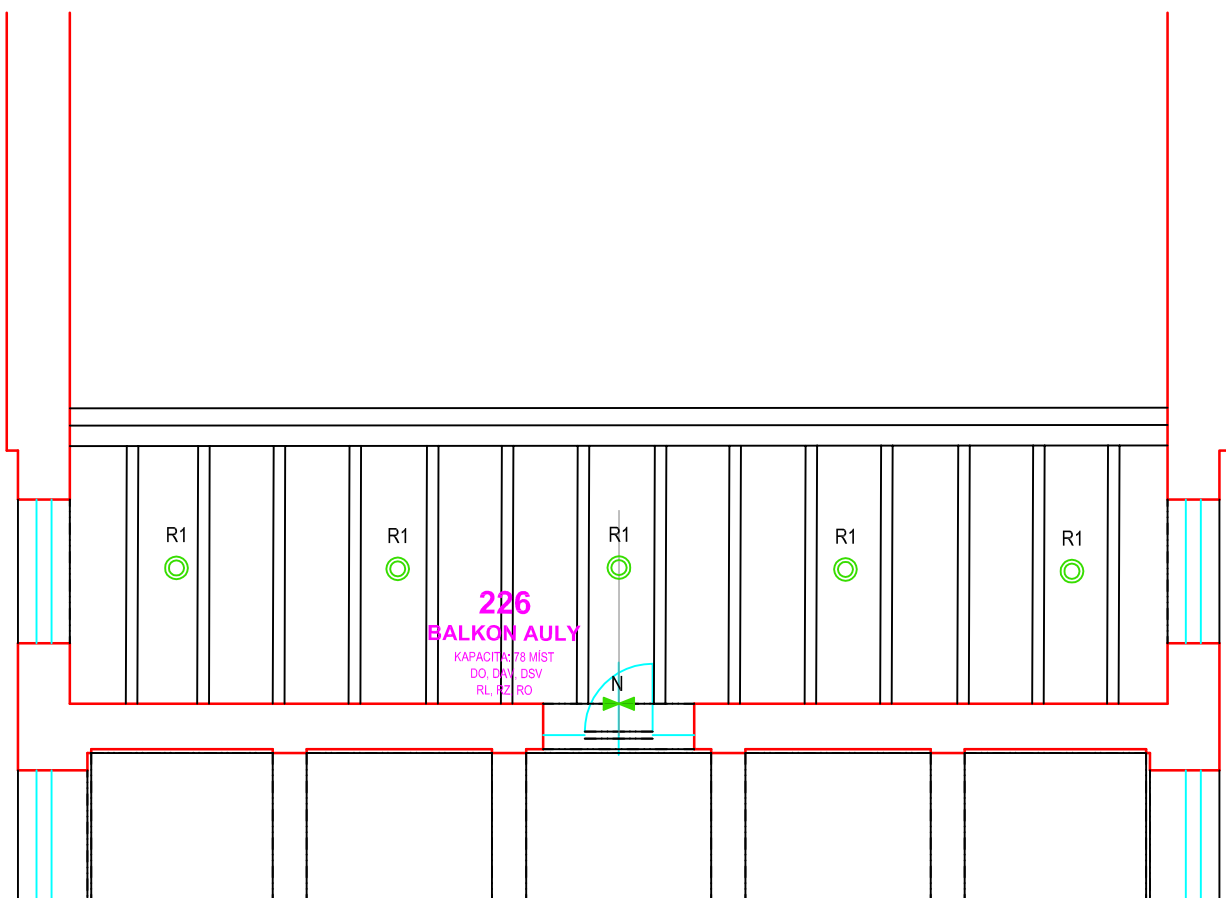 R1
R1
R1
R1
R1
226
BALKON AULY
KAPACITA: 78 MÍST
DO, DAV, DSV
RL, RZ, RO
N